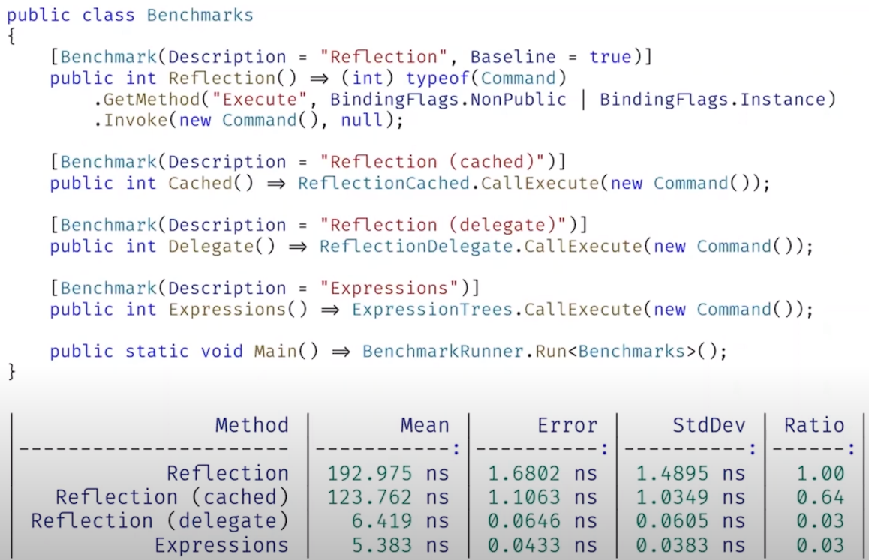 public class Benchmarks
{
    [Benchmark(Description = "Reflection", Baseline = true)]
    public int Reflection() => (int) typeof(Command)
        .GetMethod("Execute", BindingFlags.NonPublic | BindingFlags.Instance)
        .Invoke(new Command(), null);
    [Benchmark(Description = "Reflection (cached)")]
    public int Cached() => ReflectionCached.CallExecute(new Command());
    [Benchmark(Description = "Reflection (delegate)")]
    public int Delegate() => ReflectionDelegate.CallExecute(new Command());
    [Benchmark(Description = "Expressions")]
    public int Expressions() => ExpressionTrees.CallExecute(new Command());
    public static void Main() => BenchmarkRunner.Run<Benchmarks>();
}
| Method | Mean | Error | StdDev | Ratio |
|---------------------- |-----------:|----------:|----------:|------:|
| Reflection | 192.975 ns | 1.6802 ns | 1.4895 ns | 1.00
| Reflection (cached) | 123.762 ns | 1.1063 ns | 1.0349 ns | 0.64
| Reflection (delegate) | 6.419 ns | 0.0646 ns | 0.0605 ns | 0.03
| Expressions | 5.383 ns | 0.0433 ns | 0.0383 ns | 0.03